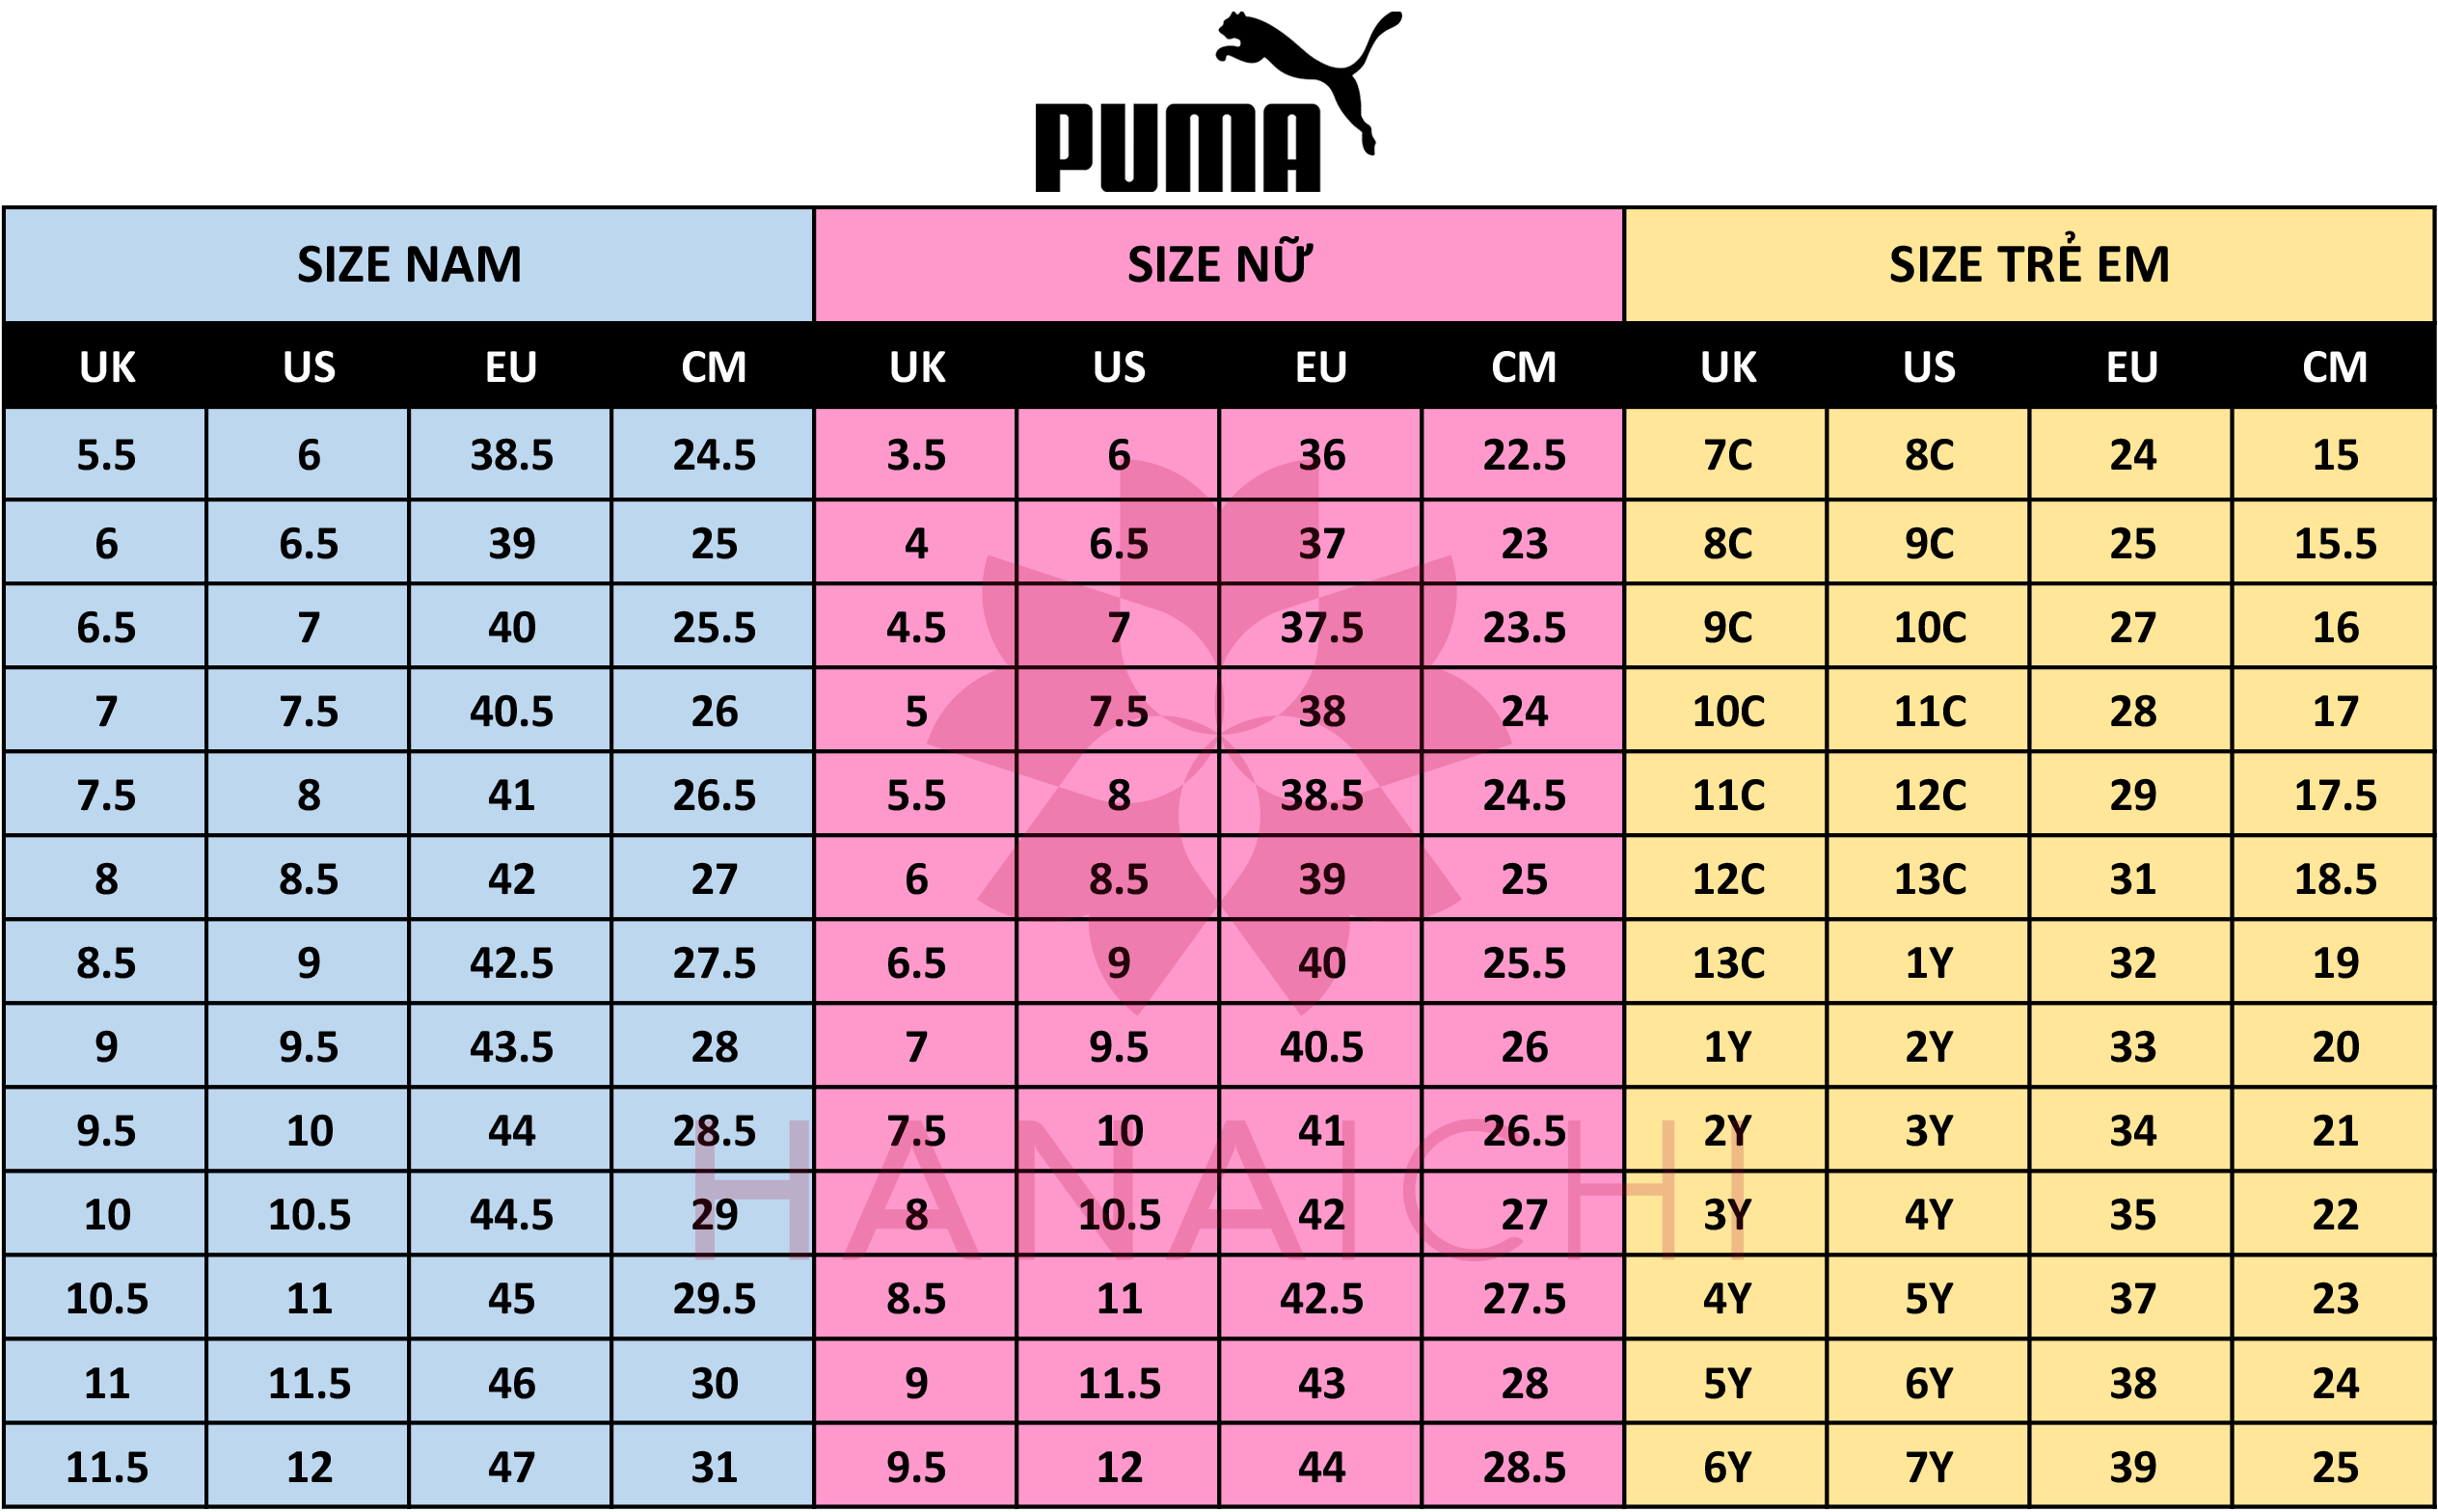 PUMA
SIZE NAM SIZE NỮ SIZE TRẺ EM
UK US EU CM UK US EU CM UK US EU CM
5.5 6 38.5 24.5 3.5 6 36 22.5 7C 8C 24 15
6 6.5 39 25 4 6.5 37 23 8C 9C 25 15.5
6.5 7 40 25.5 4.5 7 37.5 23.5 9C 10C 27 16
7 7.5 40.5 26 5 7.5 38 24 10C 11C 28 17
7.5 8 41 26.5 5.5 8 38.5 24.5 11C 12C 29 17.5
8 8.5 42 27 6 8.5 39 25 12C 13C 31 18.5
8.5 9 42.5 27.5 6.5 9 40 25.5 13C 1Y 32 19
9 9.5 43.5 28 7 9.5 40.5 26 1Y 2Y 33 20
9.5 10 44 28.5 7.5 10 41 26.5 2Y 3Y 34 21
HANAICHI
10 10.5 44.5 29 8 10.5 42 27 3Y 4Y 35 22
10.5 11 45 29.5 8.5 11 42.5 27.5 4Y 5Y 37 23
11 11.5 46 30 9 11.5 43 28 5Y 6Y 38 24
11.5 12 47 31 9.5 12 44 28.5 6Y 7Y 39 25